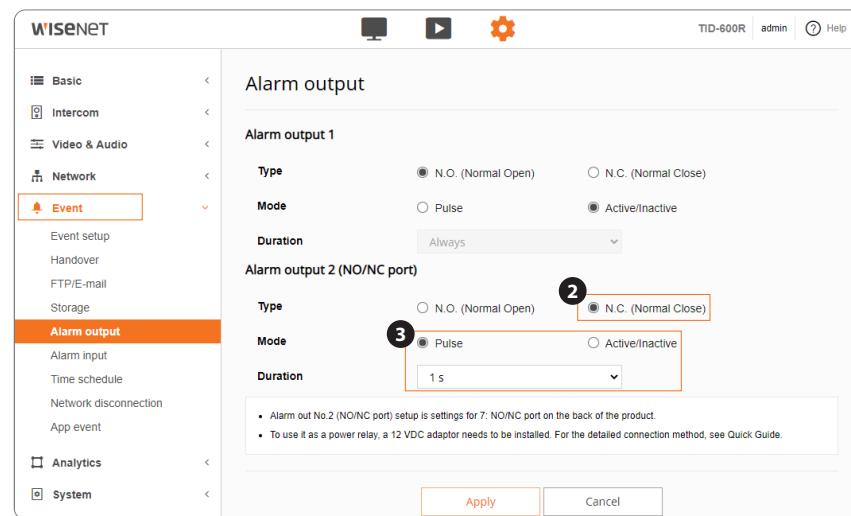 WISENET
TID-600R admin ? Help
Basic
Intercom
Video & Audio
Network
Event
Event setup
Handover
FTP/E-mail
Storage
Alarm output
Alarm input
Time schedule
Network disconnection
App event
Analytics
System
Alarm output
Alarm output 1
Type N.O. (Normal Open) N.C. (Normal Close)
Mode Pulse Active/Inactive
Duration Always
Alarm output 2 (NO/NC port)
2
Type N.O. (Normal Open) N.C. (Normal Close)
3
Mode Pulse Active/Inactive
Duration 1 s
• Alarm out No.2 (NO/NC port) setup is settings for 7: NO/NC port on the back of the product.
• To use it as a power relay, a 12 VDC adaptor needs to be installed. For the detailed connection method, see Quick Guide.
Apply Cancel